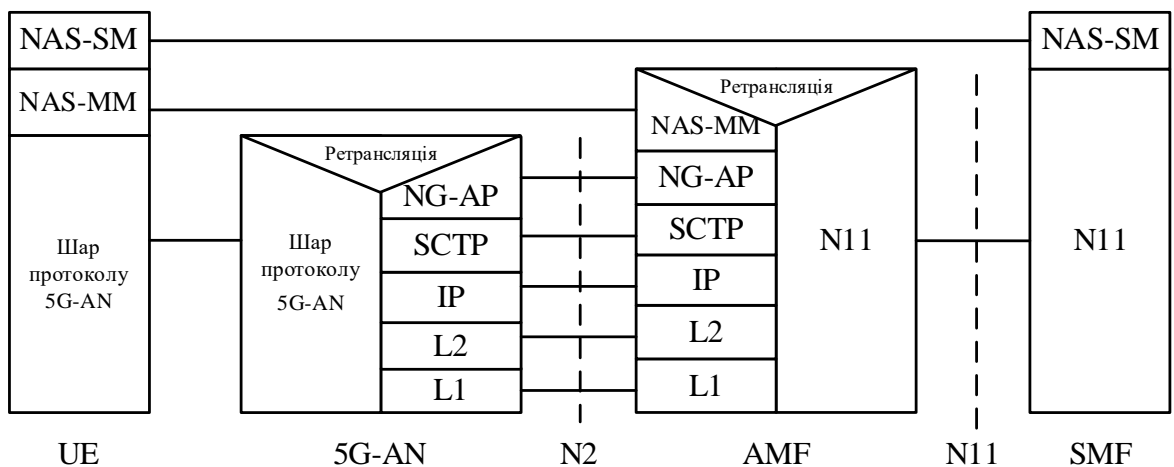 NAS-SM
NAS-SM
NAS-MM
Ретрансляція
NAS-MM
Ретрансляція
NG-AP
NG-AP
Шар
протоколу
5G-AN
Шар
протоколу
5G-AN
SCTP
SCTP
N11
N11
IP
IP
L2
L2
L1
L1
UE
5G-AN
N2
AMF
N11
SMF